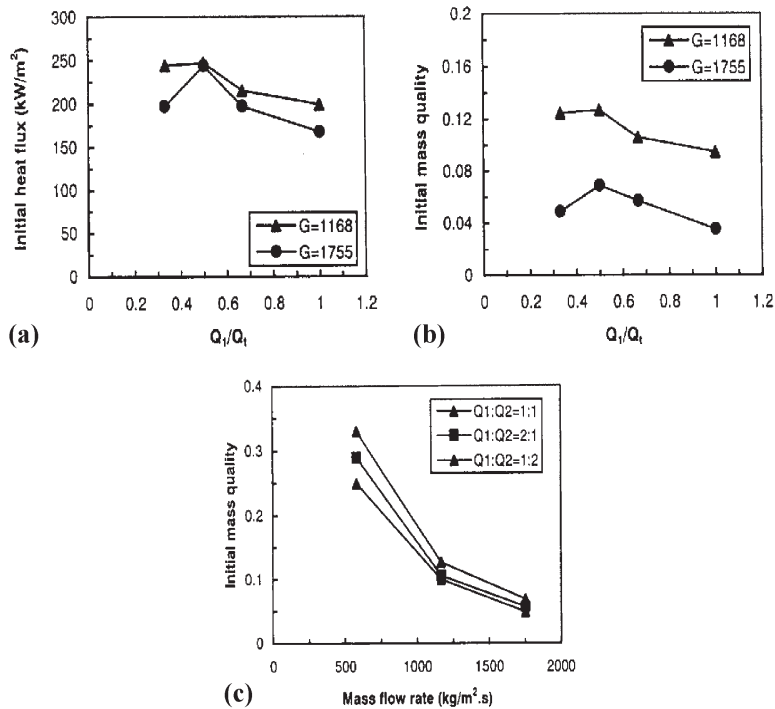 300
250
200
150
100
50
0
Initial heat flux (kW/m²)
G=1168
G=1755
0 0.2 0.4 0.6 0.8 1 1.2
Q₁/Qₜ
(a)
0.2
0.16
0.12
0.08
0.04
0
Initial mass quality
G=1168
G=1755
0 0.2 0.4 0.6 0.8 1 1.2
Q₁/Qₜ
(b)
0.4
0.3
0.2
0.1
0
Initial mass quality
Q1:Q2=1:1
Q1:Q2=2:1
Q1:Q2=1:2
0 500 1000 1500 2000
Mass flow rate (kg/m².s)
(c)